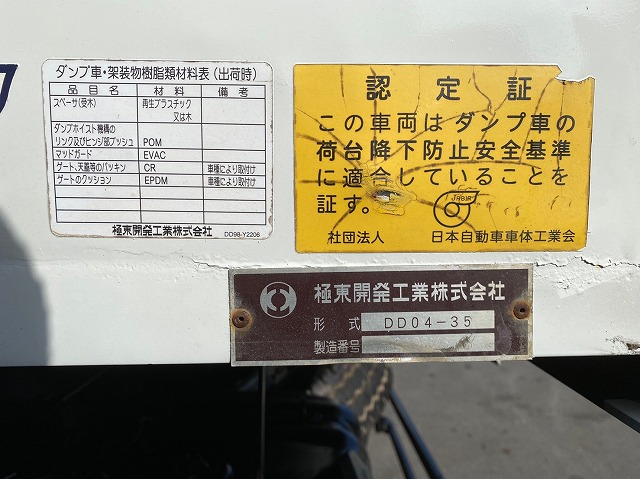 ダンプ車・架装物樹脂類材料表(出荷時)
品目名 材料 備考
スペーサ(受木) 再生プラスチック
又は木
ダンプホイスト機構の
リンク及びヒンジ部ブッシュ POM
マッドガード EVAC
ゲート、天蓋等のパッキン CR 車種により取付け
ゲートのクッション EPDM 車種により取付け
極東開発工業株式会社 DD98-Y2206
認定証
この車両はダンプ車の
荷台降下防止安全基準
に適合していることを
証す。
JABIA
社団法人 日本自動車車体工業会
極東開発工業株式会社
形式 DD04-35
製造番号